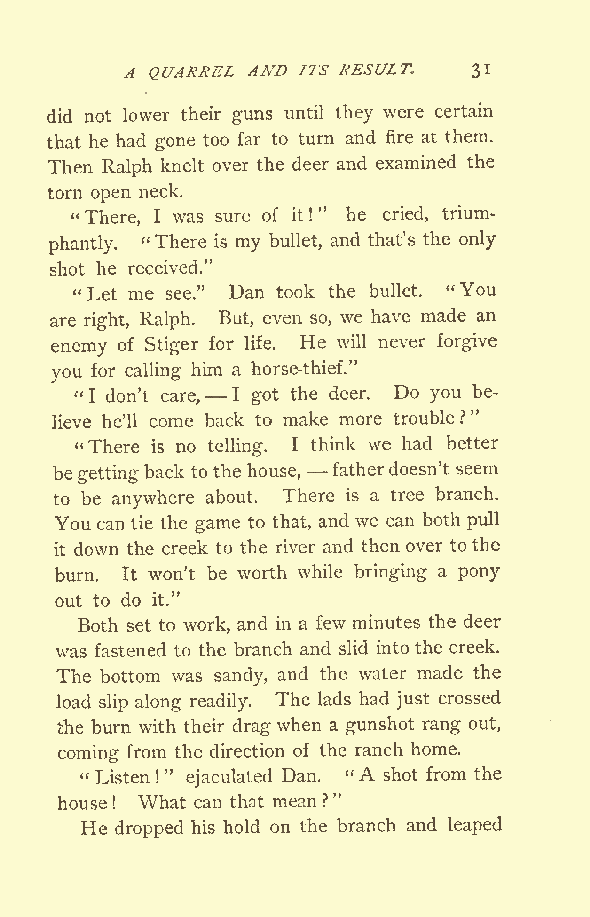 A QUARREL AND ITS RESULT. 31
did not lower their guns until they were certain
that he had gone too far to turn and fire at them.
Then Ralph knelt over the deer and examined the
torn open neck.
"There, I was sure of it!" he cried, trium-
phantly. "There is my bullet, and that's the only
shot he received."
"Let me see." Dan took the bullet. "You
are right, Ralph. But, even so, we have made an
enemy of Stiger for life. He will never forgive
you for calling him a horse-thief."
"I don't care,—I got the deer. Do you be-
lieve he'll come back to make more trouble?"
"There is no telling. I think we had better
be getting back to the house,—father doesn't seem
to be anywhere about. There is a tree branch.
You can tie the game to that, and we can both pull
it down the creek to the river and then over to the
burn. It won't be worth while bringing a pony
out to do it."
Both set to work, and in a few minutes the deer
was fastened to the branch and slid into the creek.
The bottom was sandy, and the water made the
load slip along readily. The lads had just crossed
the burn with their drag when a gunshot rang out,
coming from the direction of the ranch home.
"Listen!" ejaculated Dan. "A shot from the
house! What can that mean?"
He dropped his hold on the branch and leaped